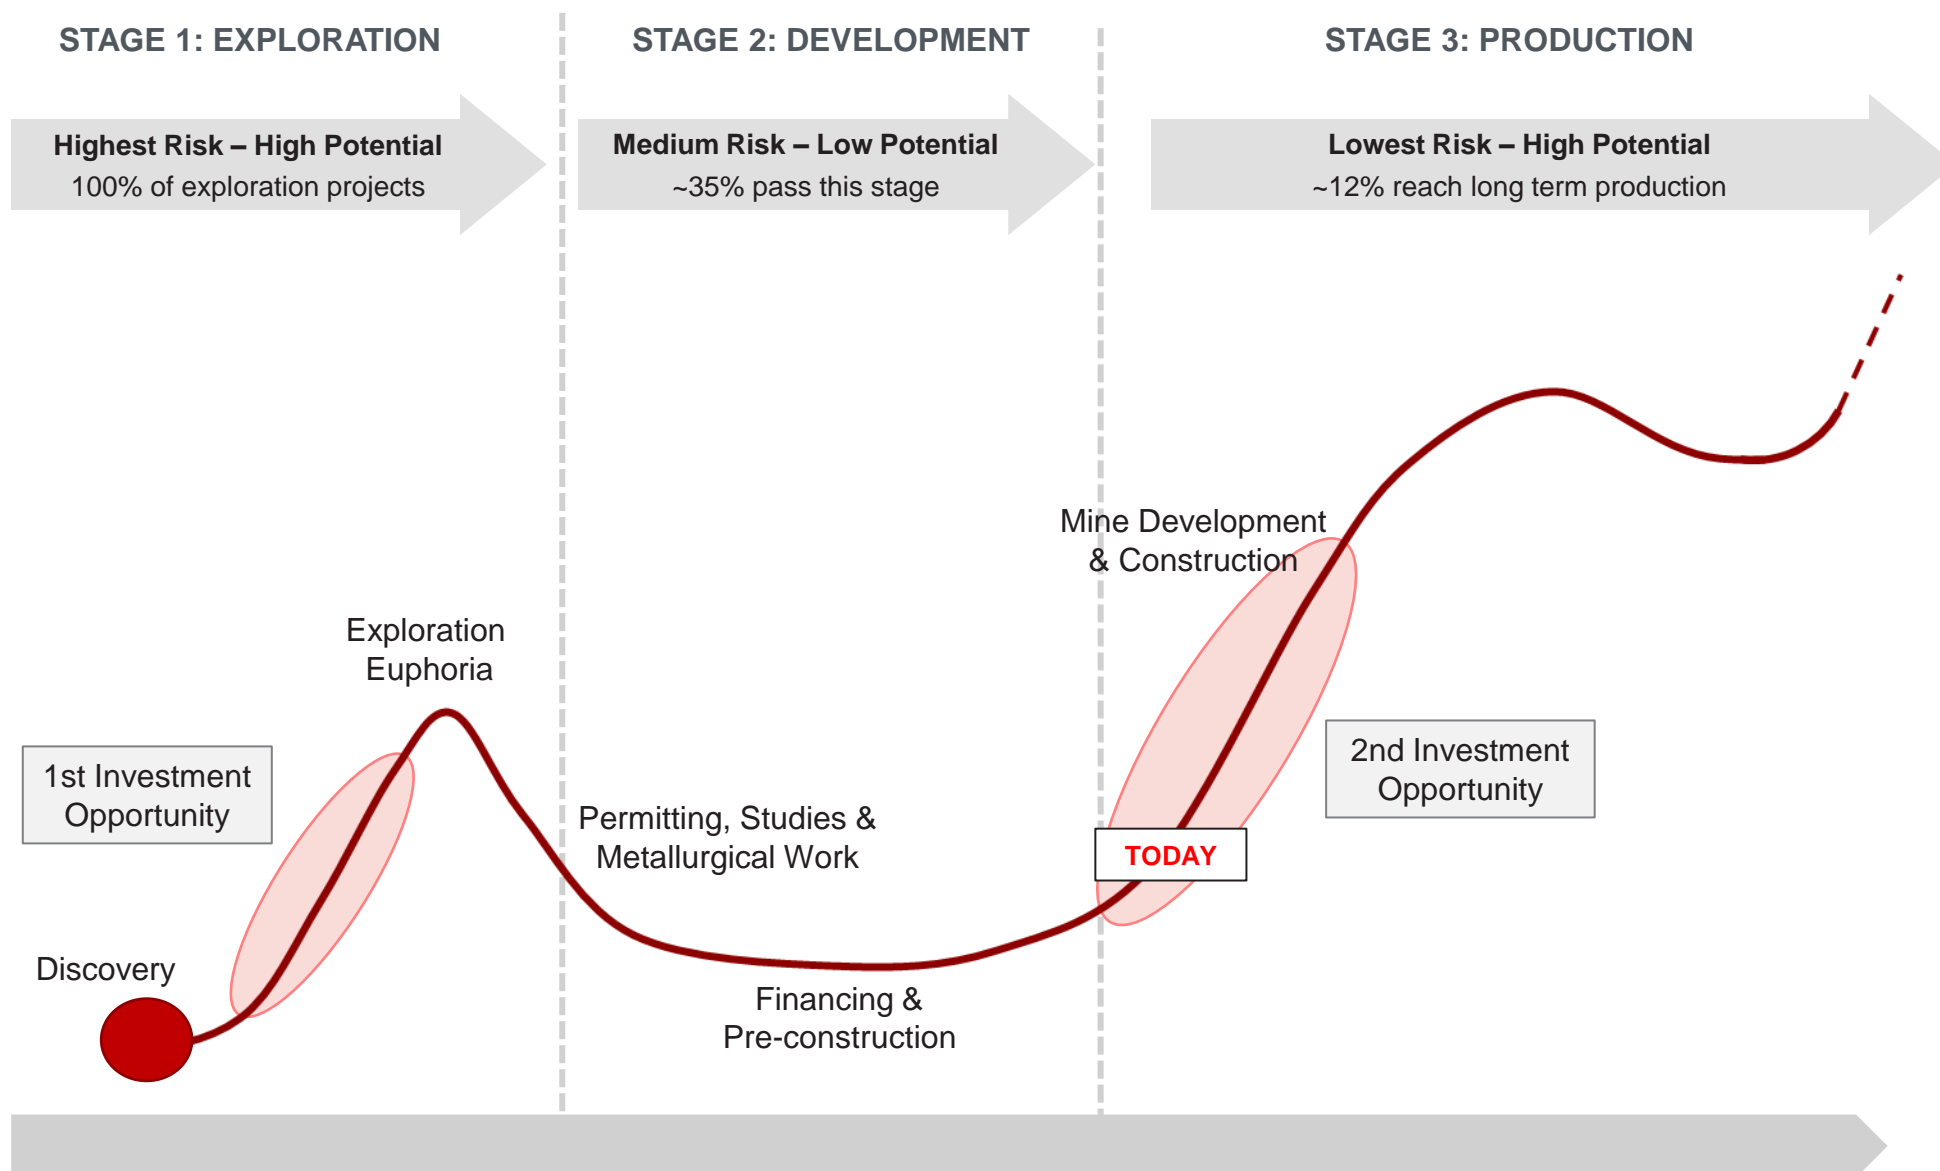 STAGE 1: EXPLORATION
STAGE 2: DEVELOPMENT
STAGE 3: PRODUCTION
Highest Risk – High Potential
100% of exploration projects
Medium Risk – Low Potential
~35% pass this stage
Lowest Risk – High Potential
~12% reach long term production
Mine Development
& Construction
Exploration
Euphoria
1st Investment
Opportunity
2nd Investment
Opportunity
Permitting, Studies &
Metallurgical Work
TODAY
Discovery
Financing &
Pre-construction